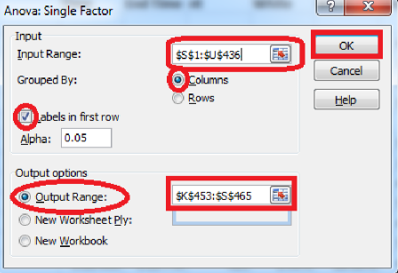 Anova: Single Factor
Input
Input Range: $S$1:$U$436
OK
Grouped By: Columns
Cancel
Rows
Help
Labels in first row
Alpha: 0.05
Output options
Output Range: $K$453:$S$465
New Worksheet Ply:
New Workbook